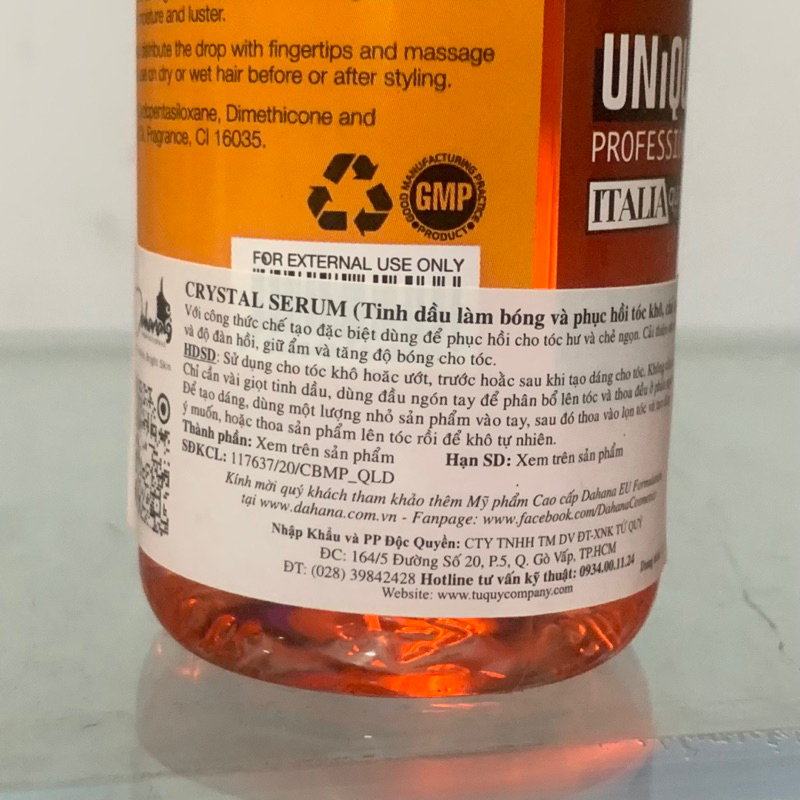 and luster.
the drop with fingertips and massage
on dry or wet hair before or after styling.
Dimethicone and
Fragrance, CI 16035.
GOOD MANUFACTURING PRACTICE
GMP
PRODUCT
UNiQU
PROFESSI
ITALIA
FOR EXTERNAL USE ONLY
CRYSTAL SERUM (Tinh dầu làm bóng và phục hồi tóc khô,
Với công thức chế tạo đặc biệt dùng để phục hồi cho tóc hư và chẻ ngọn. Cải thiện
và độ đàn hồi, giữ ẩm và tăng độ bóng cho tóc.
HDSD: Sử dụng cho tóc khô hoặc ướt, trước hoặc sau khi tạo dáng cho tóc. Không
Chỉ cần vài giọt tinh dầu, dùng đầu ngón tay để phân bổ lên tóc và thoa đều ở
Để tạo dáng, dùng một lượng nhỏ sản phẩm vào tay, sau đó thoa vào lọn tóc và
ý muốn, hoặc thoa sản phẩm lên tóc rồi để khô tự nhiên.
Thành phần: Xem trên sản phẩm Hạn SD: Xem trên sản phẩm
SĐKCL: 117637/20/CBMP_QLD
Kính mời quý khách tham khảo thêm Mỹ phẩm Cao cấp Dahana EU
tại www.dahana.com.vn - Fanpage: www.facebook.com/DahanaCosmetic
Nhập Khẩu và PP Độc Quyền: CTY TNHH TM DV ĐT-XNK TỨ QUÝ
ĐC: 164/5 Đường Số 20, P.5, Q. Gò Vấp, TP.HCM
ĐT: (028) 39842428 Hotline tư vấn kỹ thuật: 0934.00.11.24
Website: www.tuquycompany.com